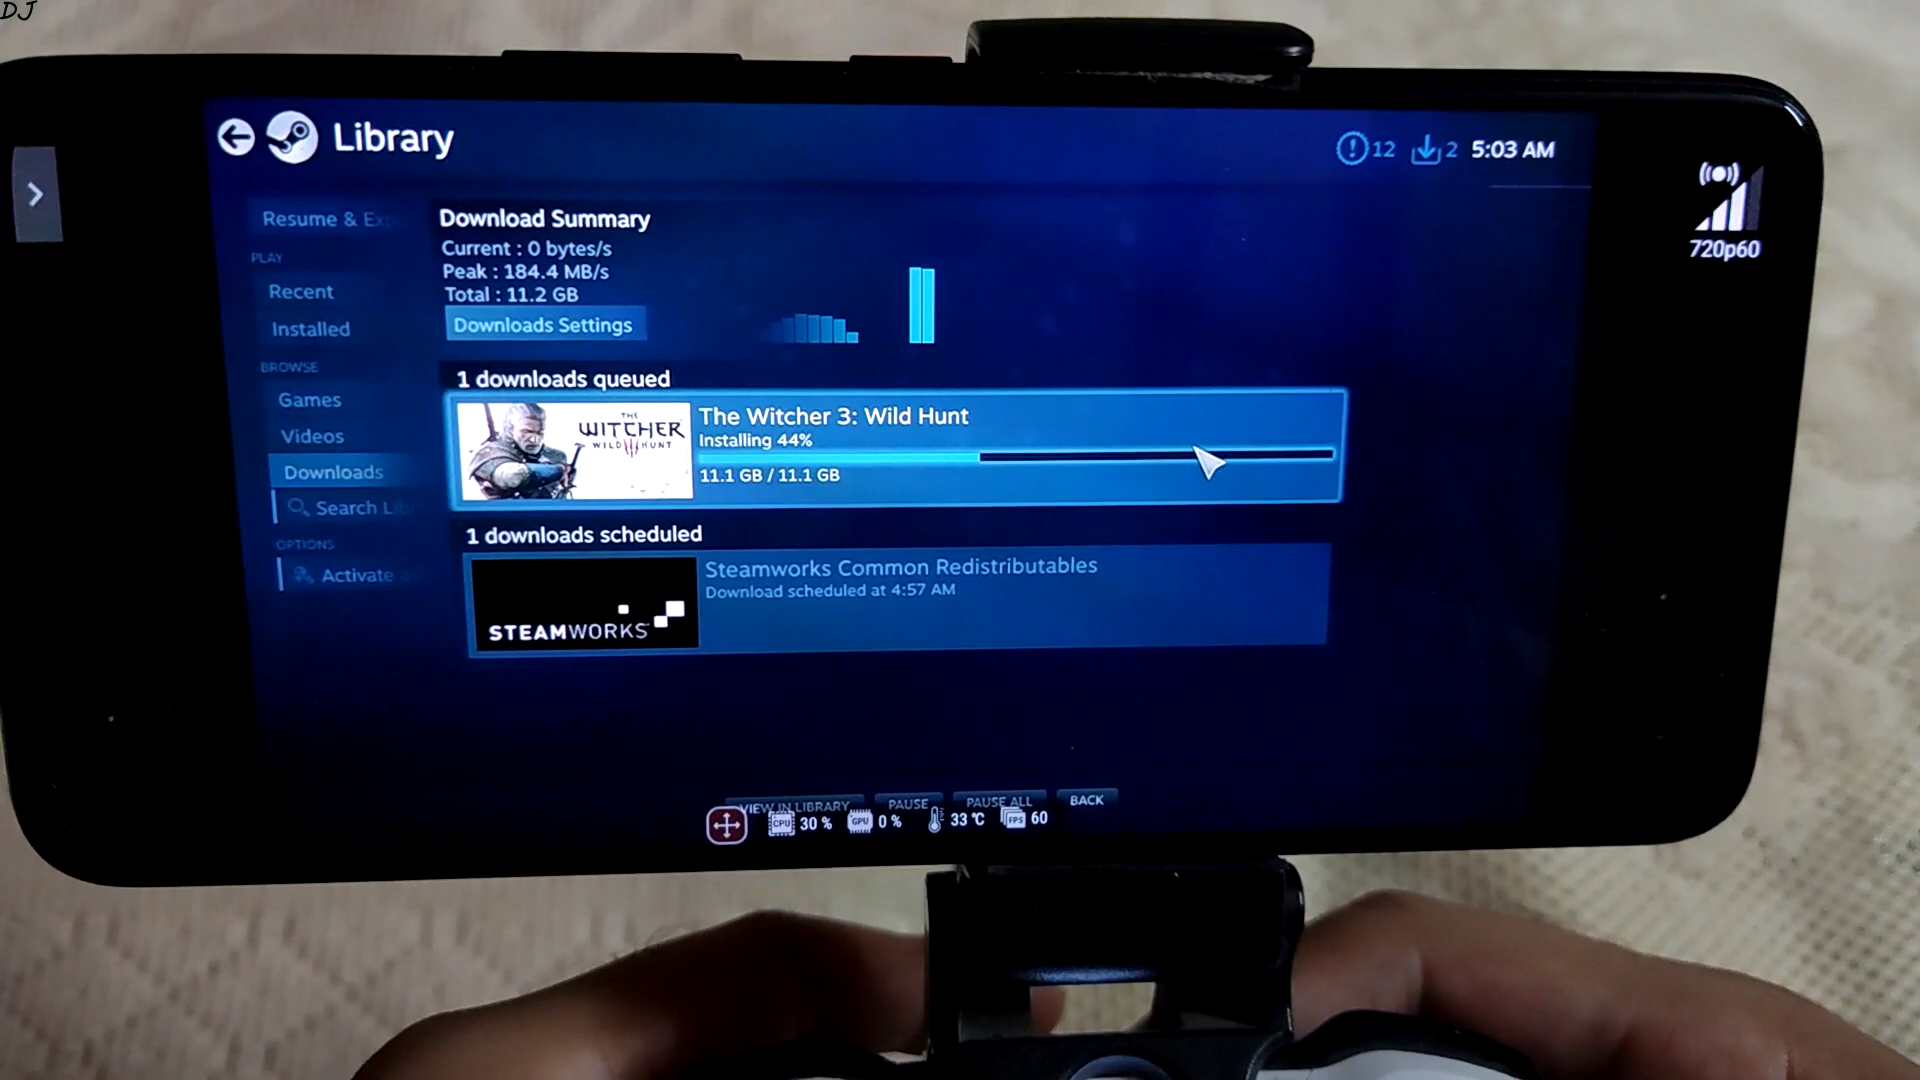 DJ
Library
12
2
5:03 AM
720p60
Resume & Ex
PLAY
Recent
Installed
BROWSE
Games
Videos
Downloads
Search Lib
OPTIONS
Activate a
Download Summary
Current : 0 bytes/s
Peak : 184.4 MB/s
Total : 11.2 GB
Downloads Settings
1 downloads queued
THE
WITCHER
WILD HUNT
The Witcher 3: Wild Hunt
Installing 44%
11.1 GB / 11.1 GB
1 downloads scheduled
STEAMWORKS
Steamworks Common Redistributables
Download scheduled at 4:57 AM
VIEW IN LIBRARY
PAUSE
PAUSE ALL
BACK
CPU 30 % GPU 0 % 33 °C FPS 60